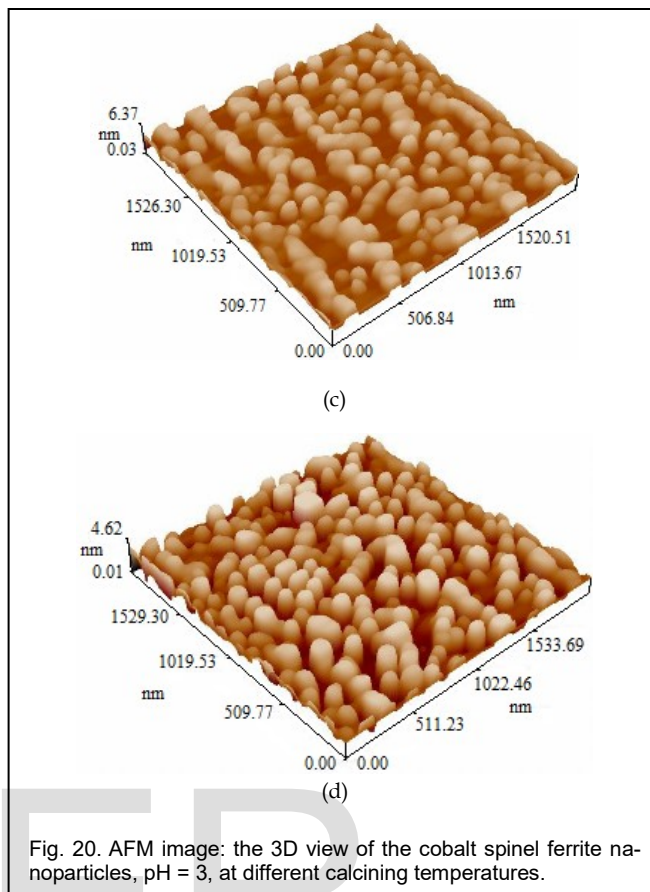 6.37
nm
0.03
1526.30
1520.51
nm
1019.53
1013.67
nm
509.77
506.84
0.00 0.00
(c)
4.62
nm
0.01
1529.30
1533.69
1019.53
1022.46
nm
nm
509.77
511.23
0.00 0.00
(d)
Fig. 20. AFM image: the 3D view of the cobalt spinel ferrite na-
noparticles, pH = 3, at different calcining temperatures.